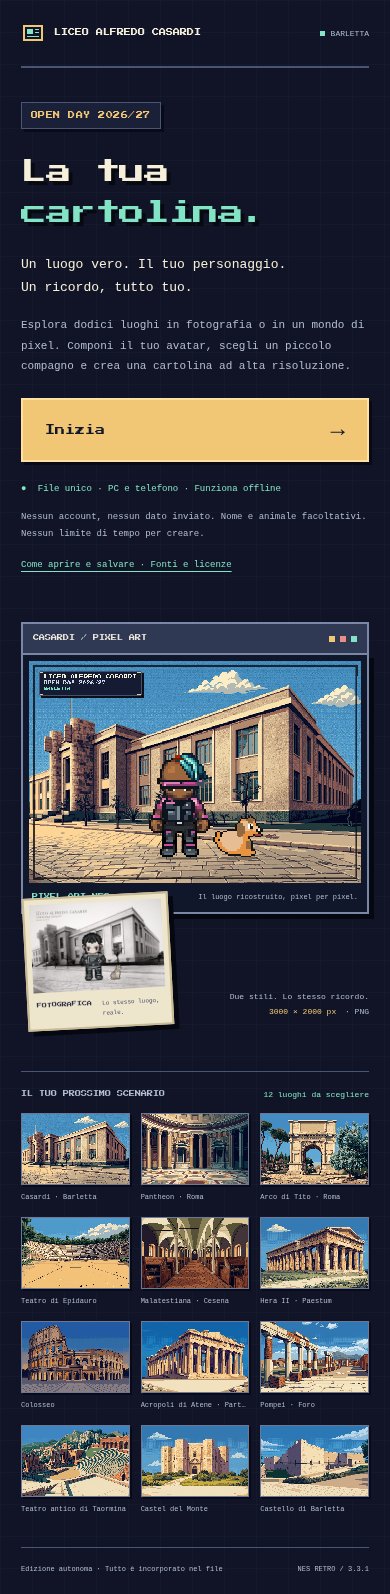 LICEO ALFREDO CASARDI
BARLETTA
OPEN DAY 2026/27
La tua
cartolina.
Un luogo vero. Il tuo personaggio.
Un ricordo, tutto tuo.
Esplora dodici luoghi in fotografia o in un mondo di
pixel. Componi il tuo avatar, scegli un piccolo
compagno e crea una cartolina ad alta risoluzione.
Inizia →
File unico · PC e telefono · Funziona offline
Nessun account, nessun dato inviato. Nome e animale facoltativi.
Nessun limite di tempo per creare.
Come aprire e salvare · Fonti e licenze
CASARDI / PIXEL ART
LICEO ALFREDO CASARDI
OPEN DAY 2026/27
BARLETTA
Il luogo ricostruito, pixel per pixel.
LICEO ALFREDO CASARDI
FOTOGRAFICA
Lo stesso luogo,
reale.
Due stili. Lo stesso ricordo.
3000 × 2000 px · PNG
IL TUO PROSSIMO SCENARIO
12 luoghi da scegliere
Casardi · Barletta
Pantheon · Roma
Arco di Tito · Roma
Teatro di Epidauro
Malatestiana · Cesena
Hera II · Paestum
Colosseo
Acropoli di Atene · Part…
Pompei · Foro
Teatro antico di Taormina
Castel del Monte
Castello di Barletta
Edizione autonoma · Tutto è incorporato nel file
NES RETRO / 3.3.1